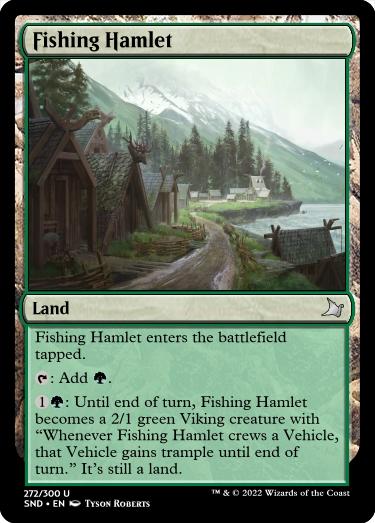 Fishing Hamlet
Land
Fishing Hamlet enters the battlefield
tapped.
: Add .
1: Until end of turn, Fishing Hamlet
becomes a 2/1 green Viking creature with
“Whenever Fishing Hamlet crews a Vehicle,
that Vehicle gains trample until end of
turn.” It’s still a land.
272/300 U
SND • EN Tyson Roberts
™ & © 2022 Wizards of the Coast